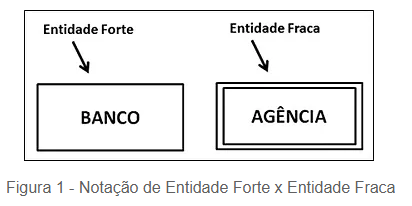 Entidade Forte
Entidade Fraca
BANCO
AGÊNCIA
Figura 1 - Notação de Entidade Forte x Entidade Fraca